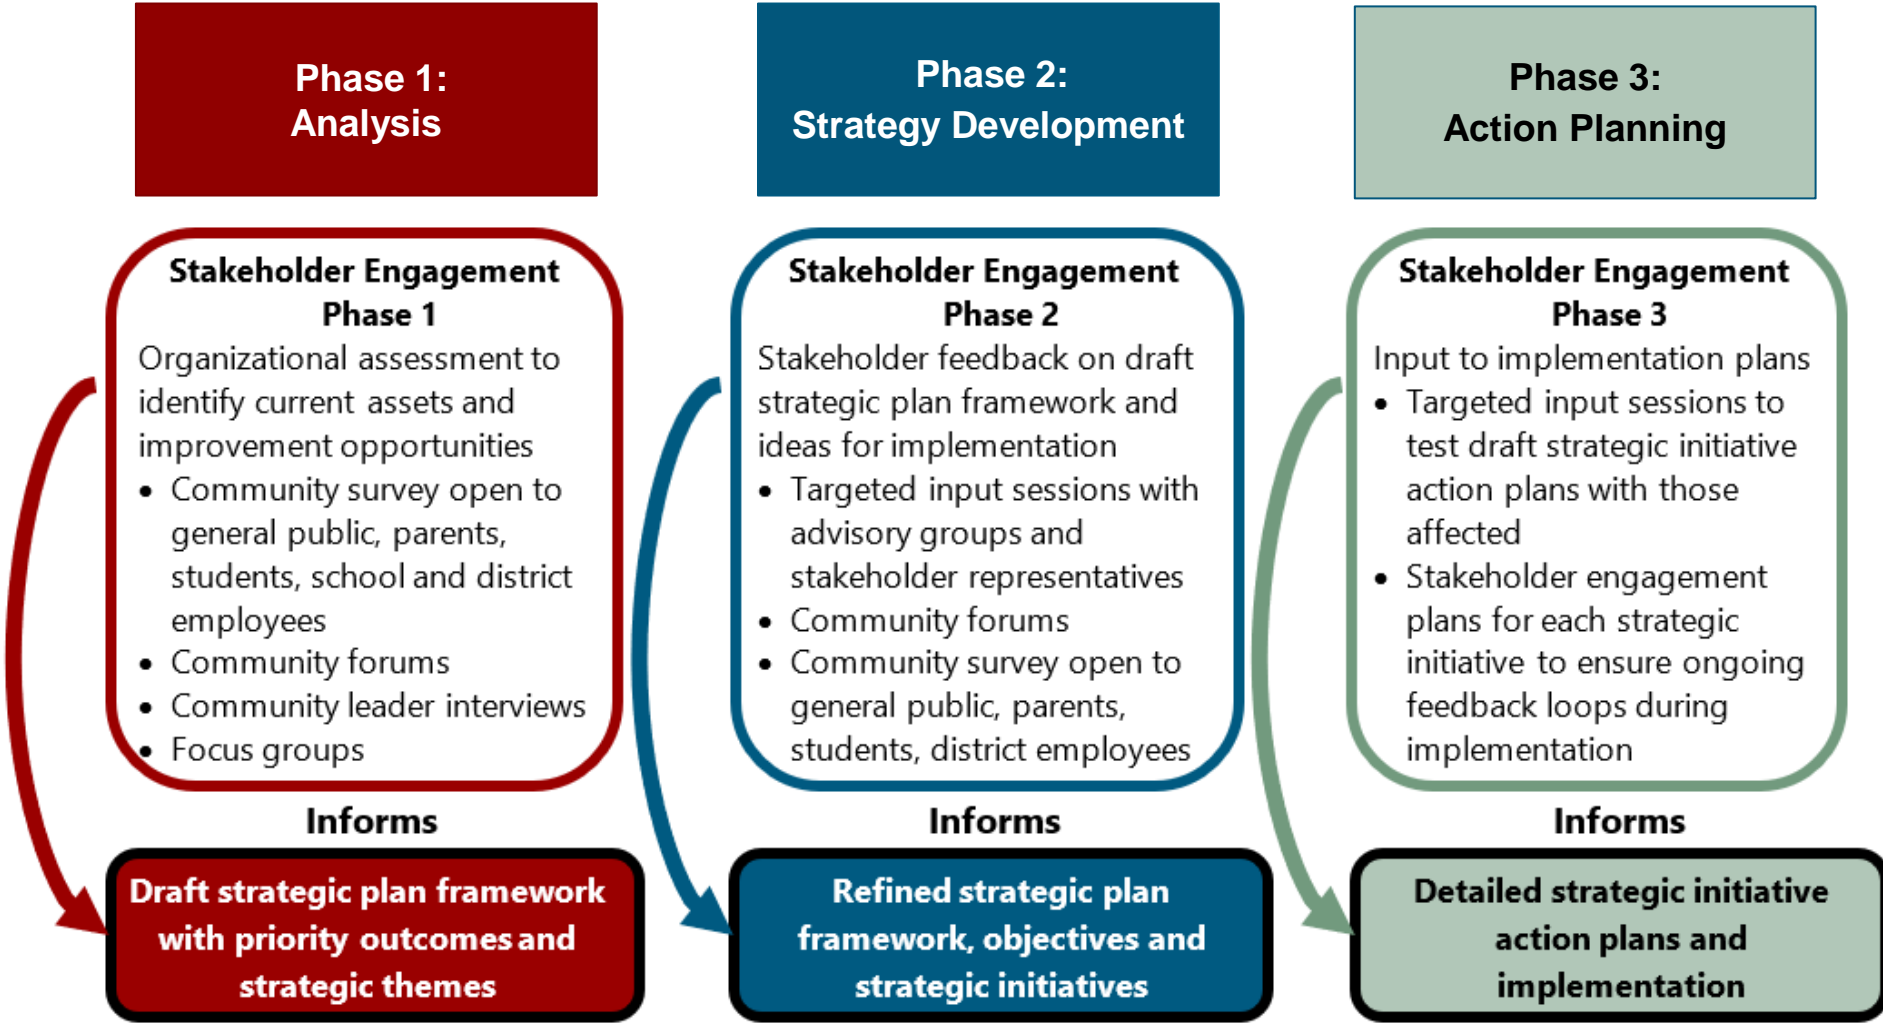 Phase 1:
Analysis
Phase 2:
Strategy Development
Phase 3:
Action Planning
Stakeholder Engagement
Phase 1
Organizational assessment to
identify current assets and
improvement opportunities
• Community survey open to
general public, parents,
students, school and district
employees
• Community forums
• Community leader interviews
• Focus groups
Informs
Draft strategic plan framework
with priority outcomes and
strategic themes
Stakeholder Engagement
Phase 2
Stakeholder feedback on draft
strategic plan framework and
ideas for implementation
• Targeted input sessions with
advisory groups and
stakeholder representatives
• Community forums
• Community survey open to
general public, parents,
students, district employees
Informs
Refined strategic plan
framework, objectives and
strategic initiatives
Stakeholder Engagement
Phase 3
Input to implementation plans
• Targeted input sessions to
test draft strategic initiative
action plans with those
affected
• Stakeholder engagement
plans for each strategic
initiative to ensure ongoing
feedback loops during
implementation
Informs
Detailed strategic initiative
action plans and
implementation